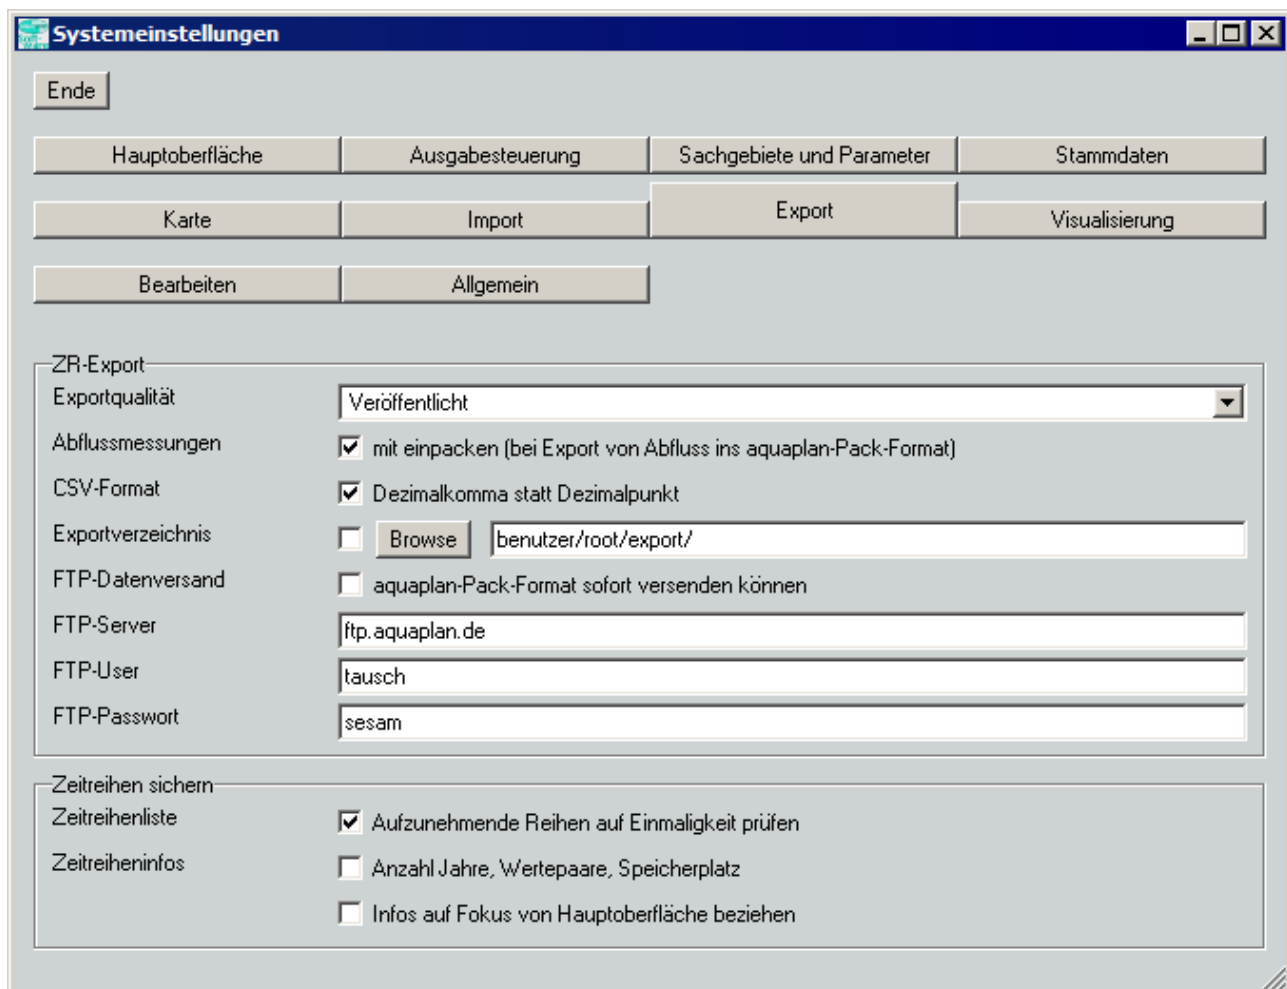 Systemeinstellungen
Ende
Hauptoberfläche Ausgabesteuerung Sachgebiete und Parameter Stammdaten
Karte Import Export Visualisierung
Bearbeiten Allgemein
ZR-Export
Exportqualität Veröffentlicht
Abflussmessungen mit einpacken (bei Export von Abfluss ins aquaplan-Pack-Format)
CSV-Format Dezimalkomma statt Dezimalpunkt
Exportverzeichnis Browse benutzer/root/export/
FTP-Datenversand aquaplan-Pack-Format sofort versenden können
FTP-Server ftp.aquaplan.de
FTP-User tausch
FTP-Passwort sesam
Zeitreihen sichern
Zeitreihenliste Aufzunehmende Reihen auf Einmaligkeit prüfen
Zeitreiheninfos Anzahl Jahre, Wertepaare, Speicherplatz
Infos auf Fokus von Hauptoberfläche beziehen